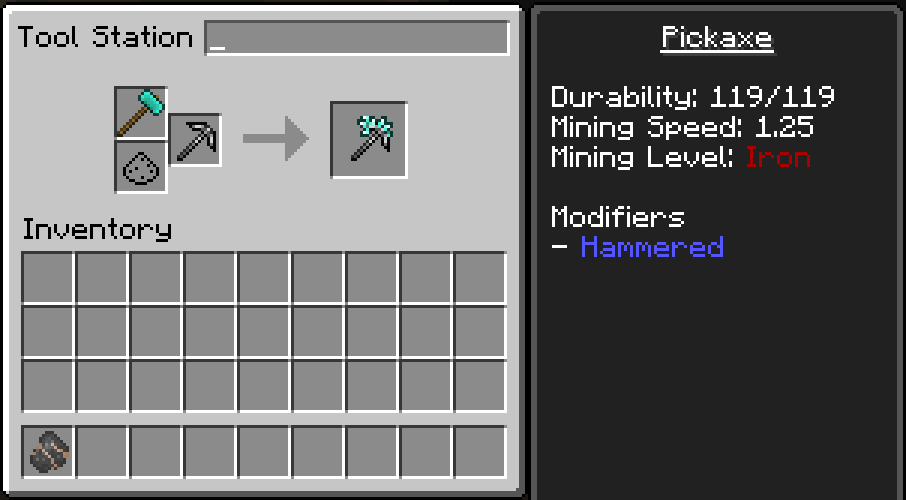 Tool Station
_
Inventory
Pickaxe
Durability: 119/119
Mining Speed: 1.25
Mining Level: Iron
Modifiers
- Hammered